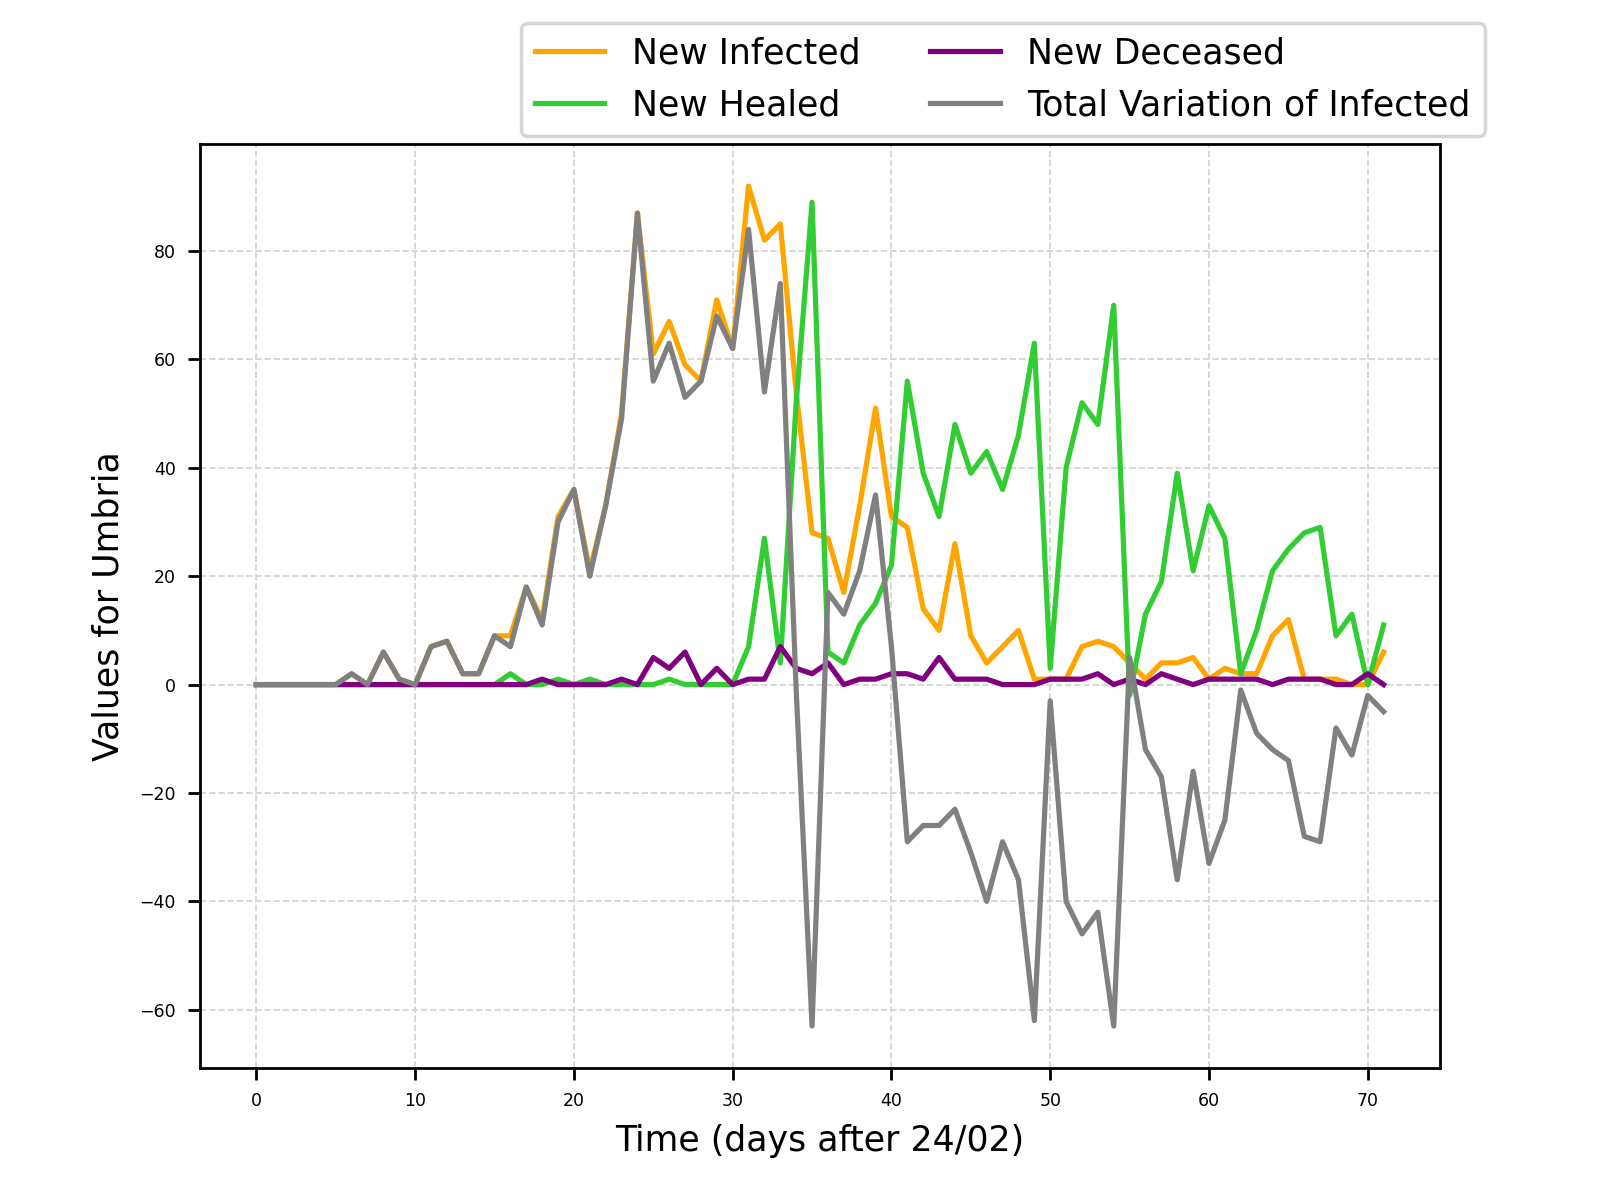 New Infected
New Healed
New Deceased
Total Variation of Infected
Values for Umbria
80
60
40
20
0
−20
−40
−60
0 10 20 30 40 50 60 70
Time (days after 24/02)